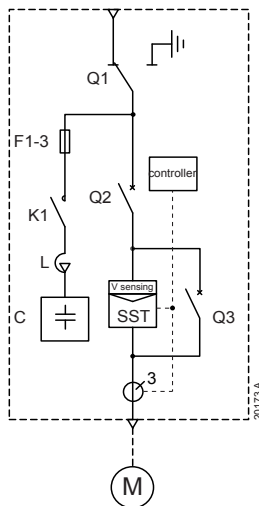 Q1
F1-3
controller
Q2
K1
L
V sensing
C
SST
Q3
3
20173 A
M